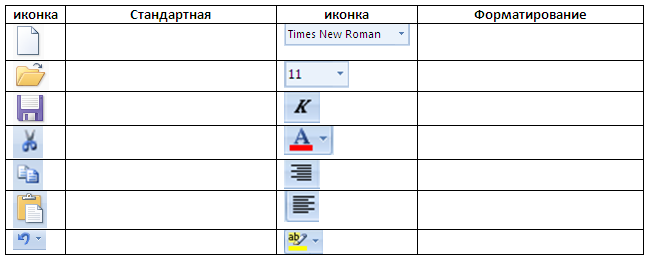 иконка Стандартная иконка Форматирование
Times New Roman
11
К
A
ab